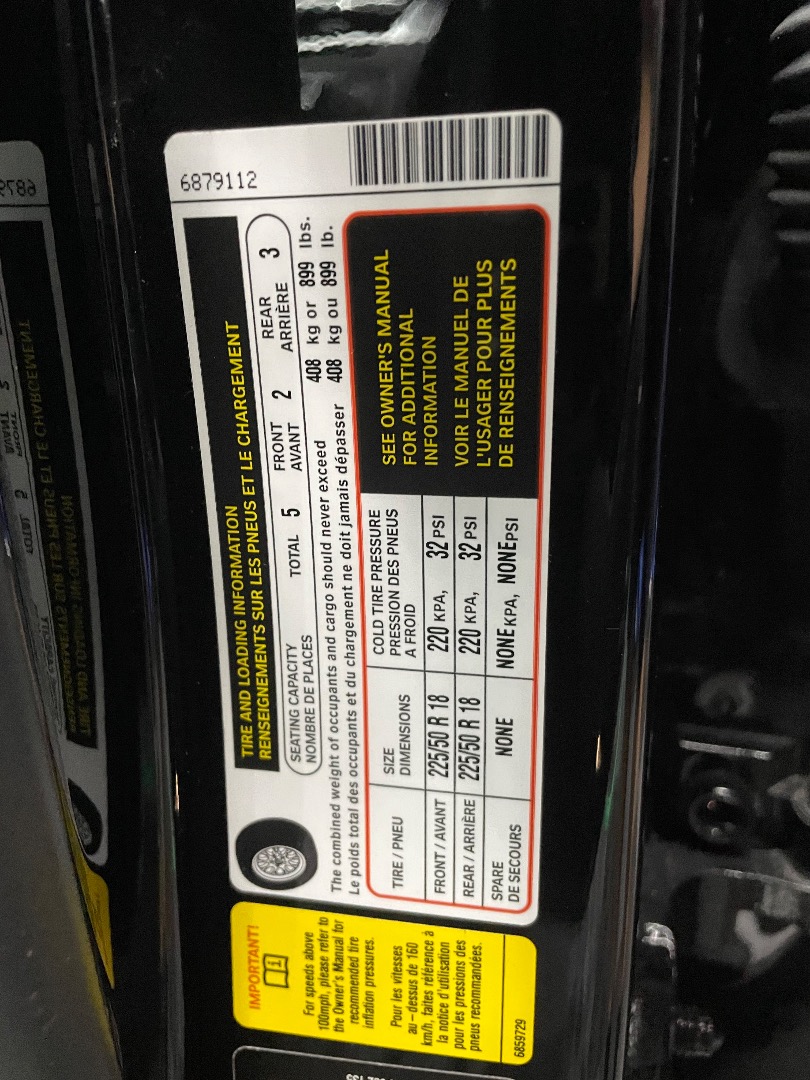 6879112
TIRE AND LOADING INFORMATION
RENSEIGNEMENTS SUR LES PNEUS ET LE CHARGEMENT
SEATING CAPACITY
NOMBRE DE PLACES
TOTAL 5
FRONT
AVANT 2
REAR
ARRIÈRE 3
The combined weight of occupants and cargo should never exceed 408 kg or 899 lbs.
Le poids total des occupants et du chargement ne doit jamais dépasser 408 kg ou 899 lb.
TIRE / PNEU
SIZE
DIMENSIONS
COLD TIRE PRESSURE
PRESSION DES PNEUS
A FROID
FRONT / AVANT 225/50 R 18 220 KPA, 32 PSI
REAR / ARRIÈRE 225/50 R 18 220 KPA, 32 PSI
SPARE
DE SECOURS NONE NONE KPA, NONE PSI
SEE OWNER'S MANUAL
FOR ADDITIONAL
INFORMATION
VOIR LE MANUEL DE
L'USAGER POUR PLUS
DE RENSEIGNEMENTS
IMPORTANT!
For speeds above
100mph, please refer to
the Owner's Manual for
recommended tire
inflation pressures.
Pour les vitesses
au-dessus de 160
km/h, faites référence à
la notice d'utilisation
pour les pressions des
pneus recommandées.
6859729